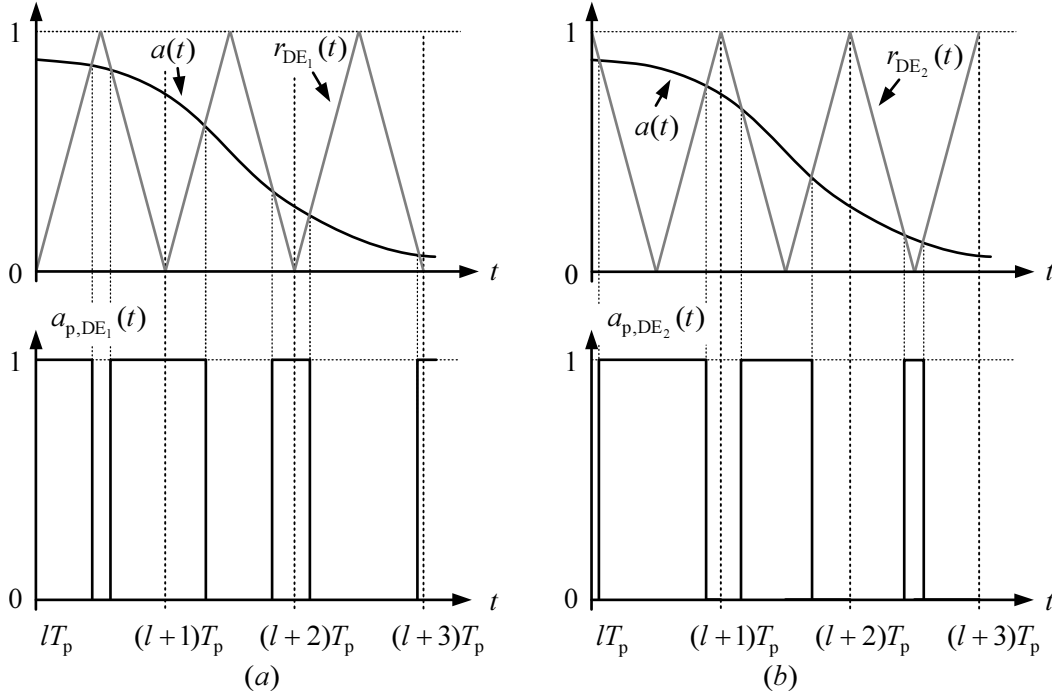 1
a(t)
r_DE₁(t)
0
t
a_p,DE₁(t)
1
0
t
lT_p
(l + 1)T_p
(l + 2)T_p
(l + 3)T_p
(a)
1
r_DE₂(t)
a(t)
0
t
a_p,DE₂(t)
1
0
t
lT_p
(l + 1)T_p
(l + 2)T_p
(l + 3)T_p
(b)